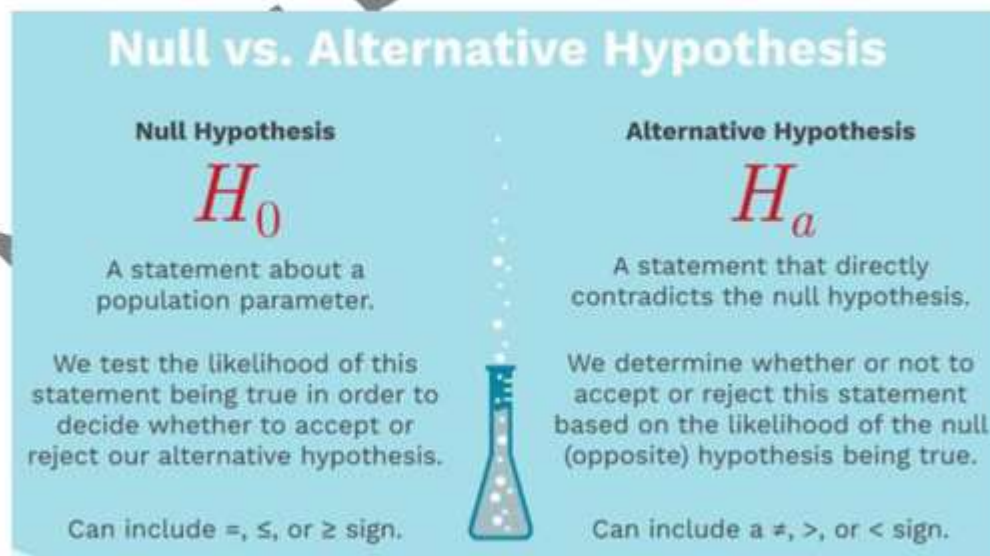 Null vs. Alternative Hypothesis
Null Hypothesis
H₀
A statement about a
population parameter.
We test the likelihood of this
statement being true in order to
decide whether to accept or
reject our alternative hypothesis.
Can include =, ≤, or ≥ sign.
Alternative Hypothesis
Hₐ
A statement that directly
contradicts the null hypothesis.
We determine whether or not to
accept or reject this statement
based on the likelihood of the null
(opposite) hypothesis being true.
Can include a ≠, >, or < sign.